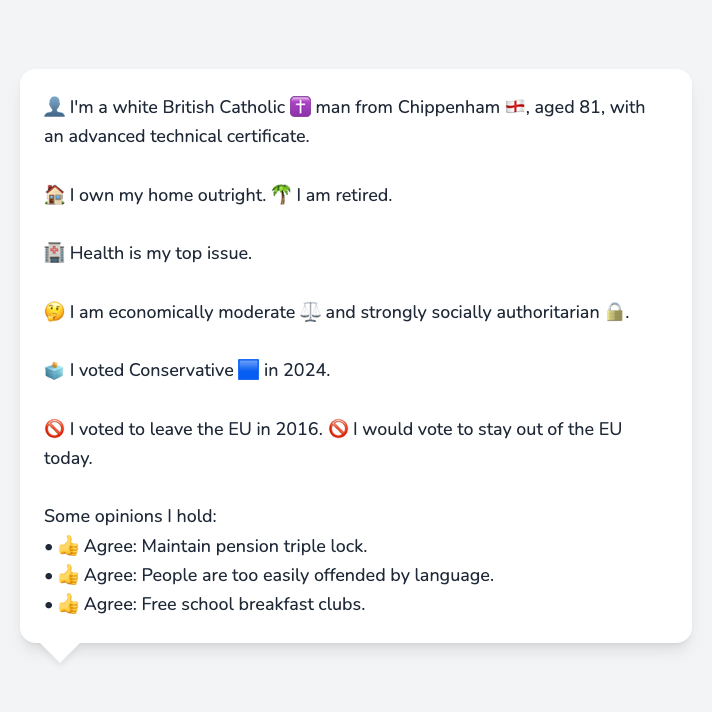 👤 I'm a white British Catholic ✝️ man from Chippenham 🏴󠁧󠁢󠁥󠁮󠁧󠁿, aged 81, with
an advanced technical certificate.
🏠 I own my home outright. 🌴 I am retired.
🏥 Health is my top issue.
🤔 I am economically moderate ⚖️ and strongly socially authoritarian 🔒.
🗳️ I voted Conservative 🟦 in 2024.
🚫 I voted to leave the EU in 2016. 🚫 I would vote to stay out of the EU
today.
Some opinions I hold:
• 👍 Agree: Maintain pension triple lock.
• 👍 Agree: People are too easily offended by language.
• 👍 Agree: Free school breakfast clubs.